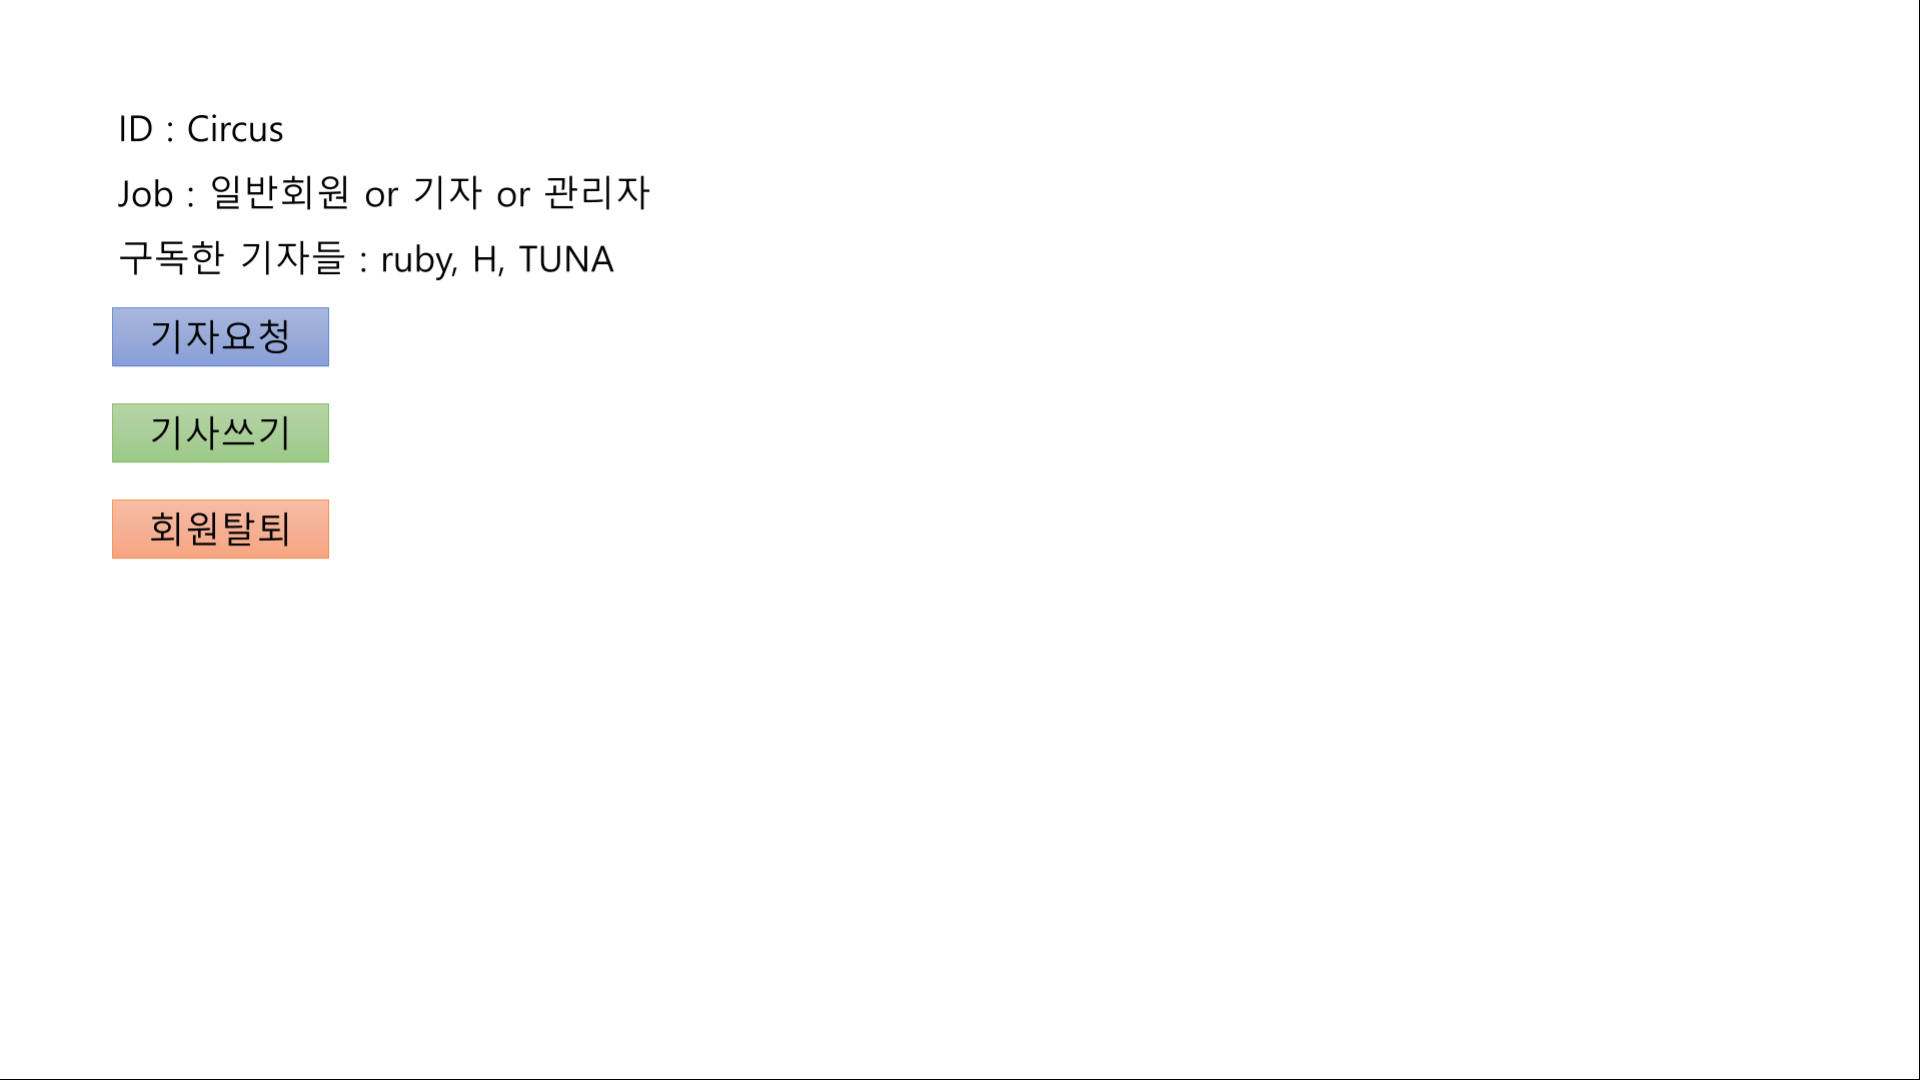 ID : Circus
Job : 일반회원 or 기자 or 관리자
구독한 기자들 : ruby, H, TUNA
기자요청
기사쓰기
회원탈퇴